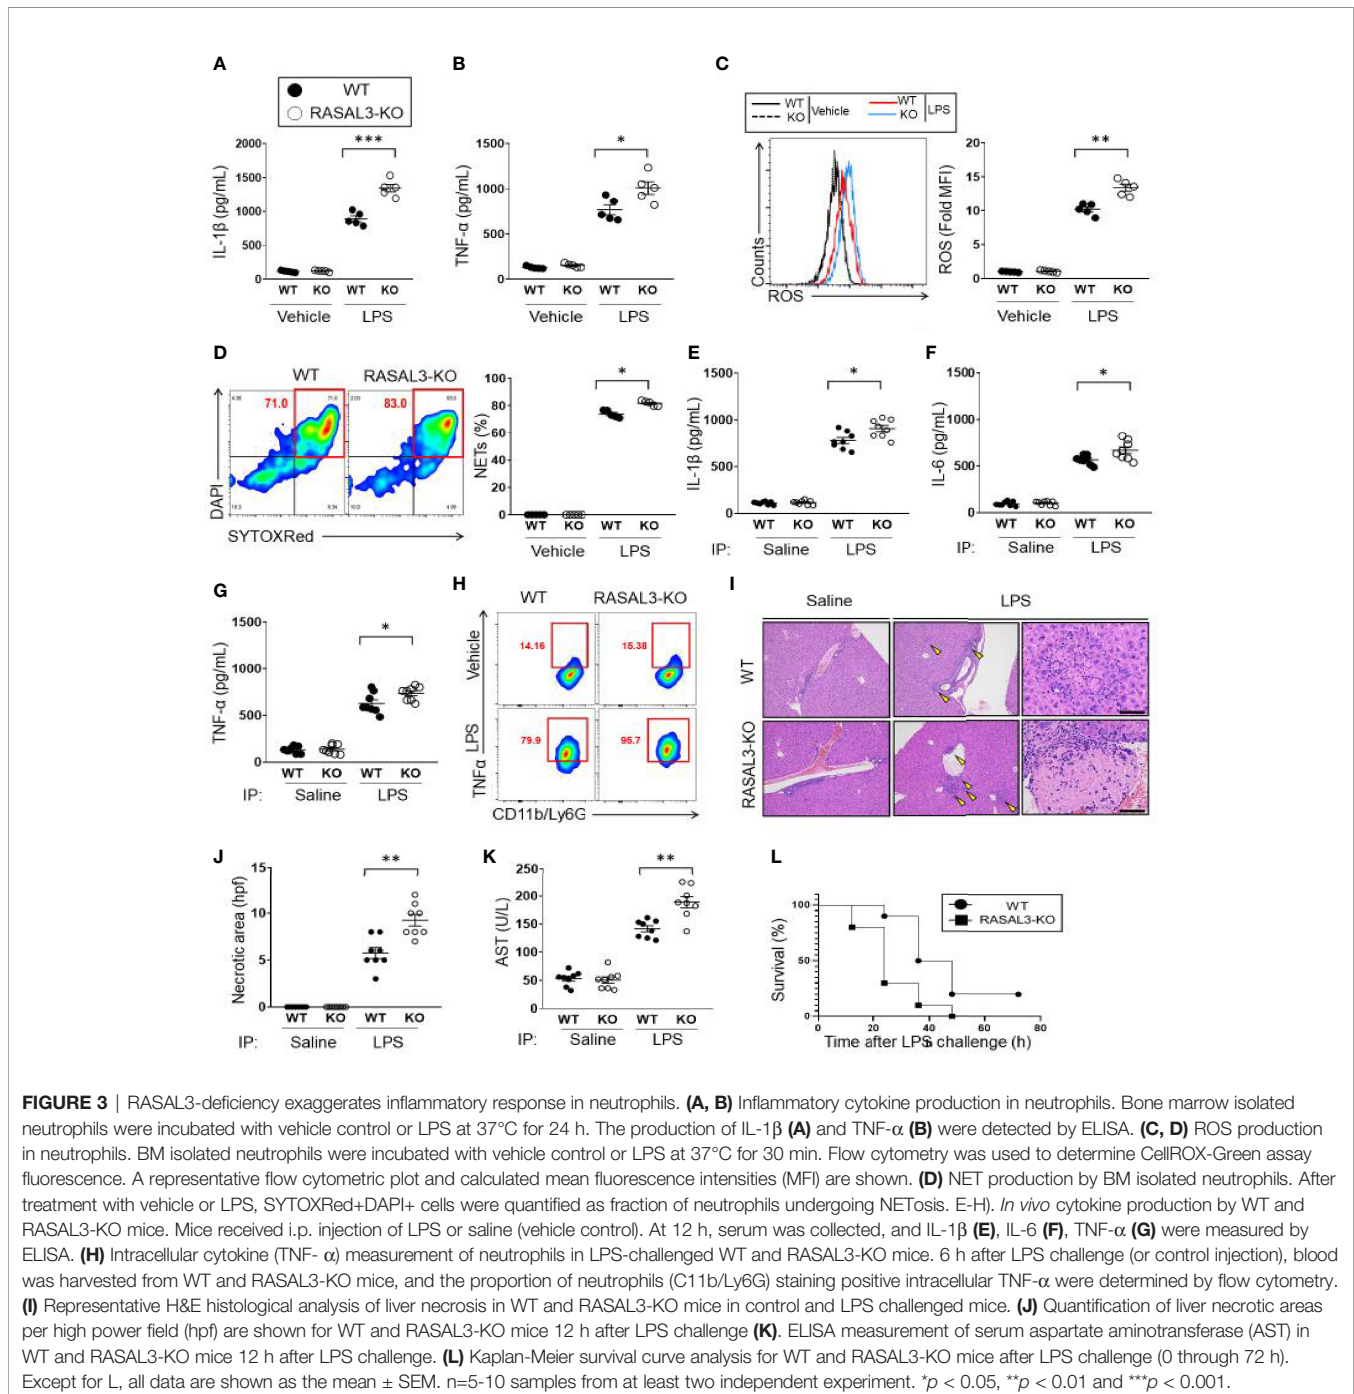 A
WT
RASAL3-KO
IL-1β (pg/mL)
2000
1500
1000
500
0
***
WT KO WT KO
Vehicle LPS
B
TNF-α (pg/mL)
1500
1000
500
0
*
WT KO WT KO
Vehicle LPS
C
WT
KO
Vehicle
WT
KO
LPS
Counts
ROS
ROS (Fold MFI)
20
15
10
5
0
**
WT KO WT KO
Vehicle LPS
D
WT RASAL3-KO
71.0
83.0
DAPI
SYTOXRed
NETs (%)
100
80
60
40
20
0
*
WT KO WT KO
Vehicle LPS
E
IL-1β (pg/mL)
1500
1000
500
0
*
WT KO WT KO
IP: Saline LPS
F
IL-6 (pg/mL)
1500
1000
500
0
*
WT KO WT KO
IP: Saline LPS
G
TNF-α (pg/mL)
1500
1000
500
0
*
WT KO WT KO
IP: Saline LPS
H
WT RASAL3-KO
Vehicle
14.16
15.38
LPS
79.9
95.7
TNFα
CD11b/Ly6G
I
Saline LPS
WT
RASAL3-KO
J
Necrotic area (hpf)
15
10
5
0
**
WT KO WT KO
IP: Saline LPS
K
AST (U/L)
250
200
150
100
50
0
**
WT KO WT KO
IP: Saline LPS
L
WT
RASAL3-KO
Survival (%)
100
50
0
0 20 40 60 80
Time after LPS challenge (h)
FIGURE 3 | RASAL3-deficiency exaggerates inflammatory response in neutrophils. (A, B) Inflammatory cytokine production in neutrophils. Bone marrow isolated
neutrophils were incubated with vehicle control or LPS at 37°C for 24 h. The production of IL-1β (A) and TNF-α (B) were detected by ELISA. (C, D) ROS production
in neutrophils. BM isolated neutrophils were incubated with vehicle control or LPS at 37°C for 30 min. Flow cytometry was used to determine CellROX-Green assay
fluorescence. A representative flow cytometric plot and calculated mean fluorescence intensities (MFI) are shown. (D) NET production by BM isolated neutrophils. After
treatment with vehicle or LPS, SYTOXRed+DAPI+ cells were quantified as fraction of neutrophils undergoing NETosis. E-H). In vivo cytokine production by WT and
RASAL3-KO mice. Mice received i.p. injection of LPS or saline (vehicle control). At 12 h, serum was collected, and IL-1β (E), IL-6 (F), TNF-α (G) were measured by
ELISA. (H) Intracellular cytokine (TNF- α) measurement of neutrophils in LPS-challenged WT and RASAL3-KO mice. 6 h after LPS challenge (or control injection), blood
was harvested from WT and RASAL3-KO mice, and the proportion of neutrophils (C11b/Ly6G) staining positive intracellular TNF-α were determined by flow cytometry.
(I) Representative H&E histological analysis of liver necrosis in WT and RASAL3-KO mice in control and LPS challenged mice. (J) Quantification of liver necrotic areas
per high power field (hpf) are shown for WT and RASAL3-KO mice 12 h after LPS challenge (K). ELISA measurement of serum aspartate aminotransferase (AST) in
WT and RASAL3-KO mice 12 h after LPS challenge. (L) Kaplan-Meier survival curve analysis for WT and RASAL3-KO mice after LPS challenge (0 through 72 h).
Except for L, all data are shown as the mean ± SEM. n=5-10 samples from at least two independent experiment. *p < 0.05, **p < 0.01 and ***p < 0.001.